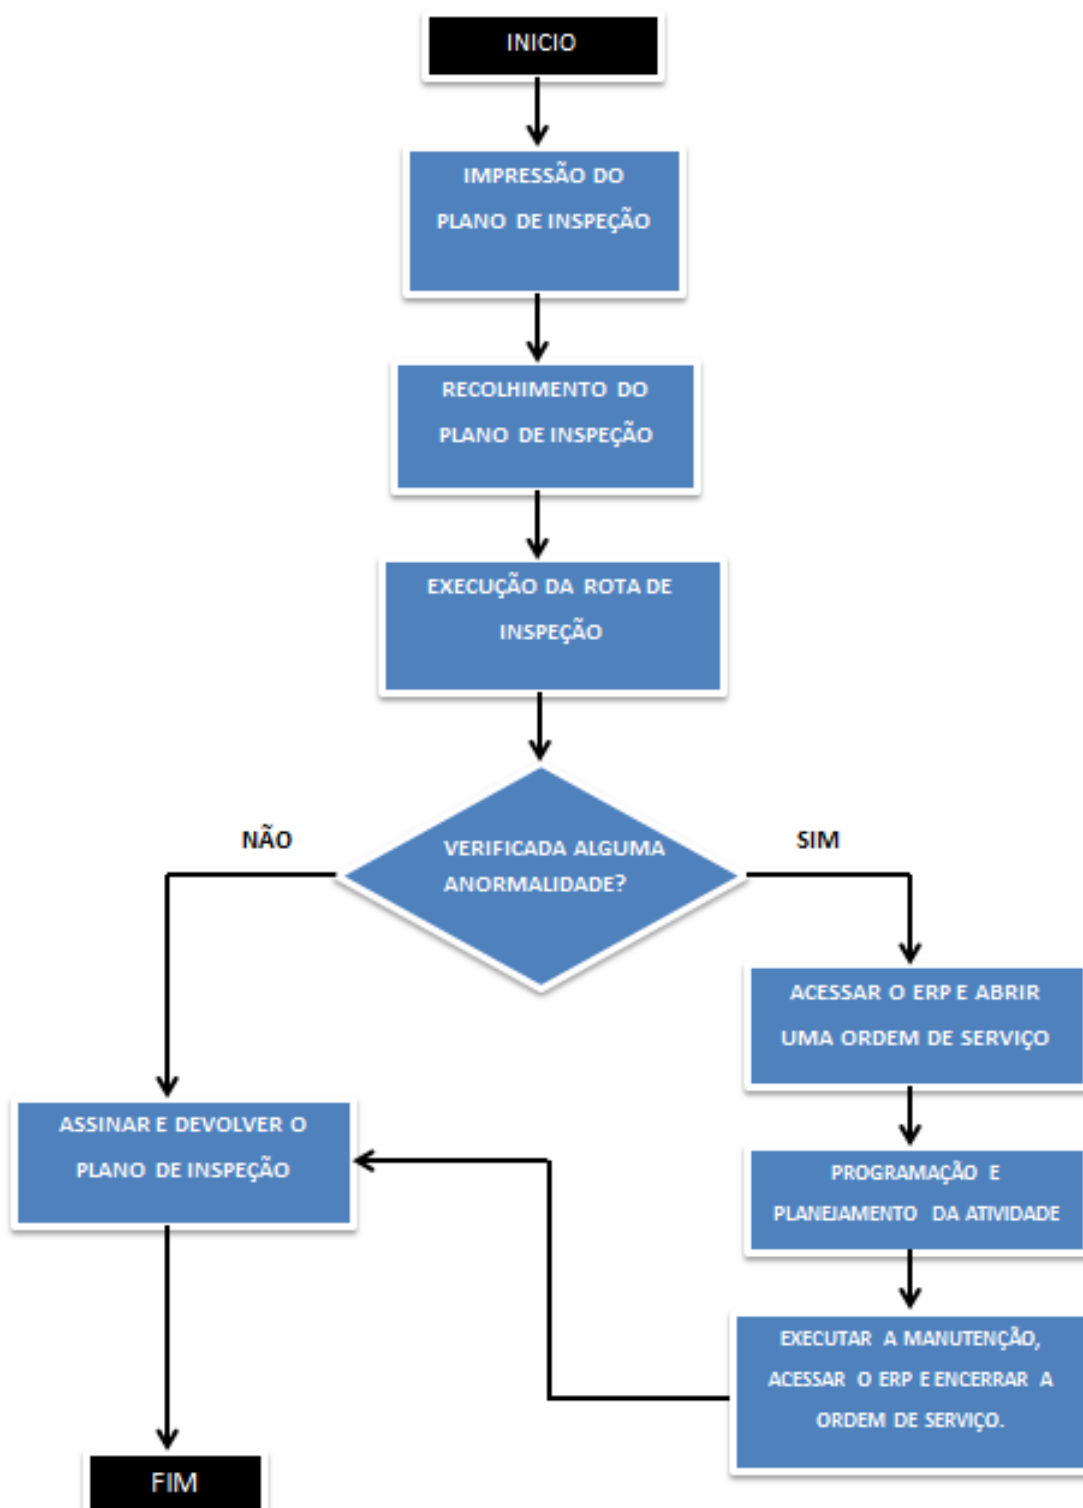 INICIO
IMPRESSÃO DO
PLANO DE INSPEÇÃO
RECOLHIMENTO DO
PLANO DE INSPEÇÃO
EXECUÇÃO DA ROTA DE
INSPEÇÃO
VERIFICADA ALGUMA
ANORMALIDADE?
NÃO
SIM
ACESSAR O ERP E ABRIR
UMA ORDEM DE SERVIÇO
PROGRAMAÇÃO E
PLANEJAMENTO DA ATIVIDADE
EXECUTAR A MANUTENÇÃO,
ACESSAR O ERP E ENCERRAR A
ORDEM DE SERVIÇO.
ASSINAR E DEVOLVER O
PLANO DE INSPEÇÃO
FIM